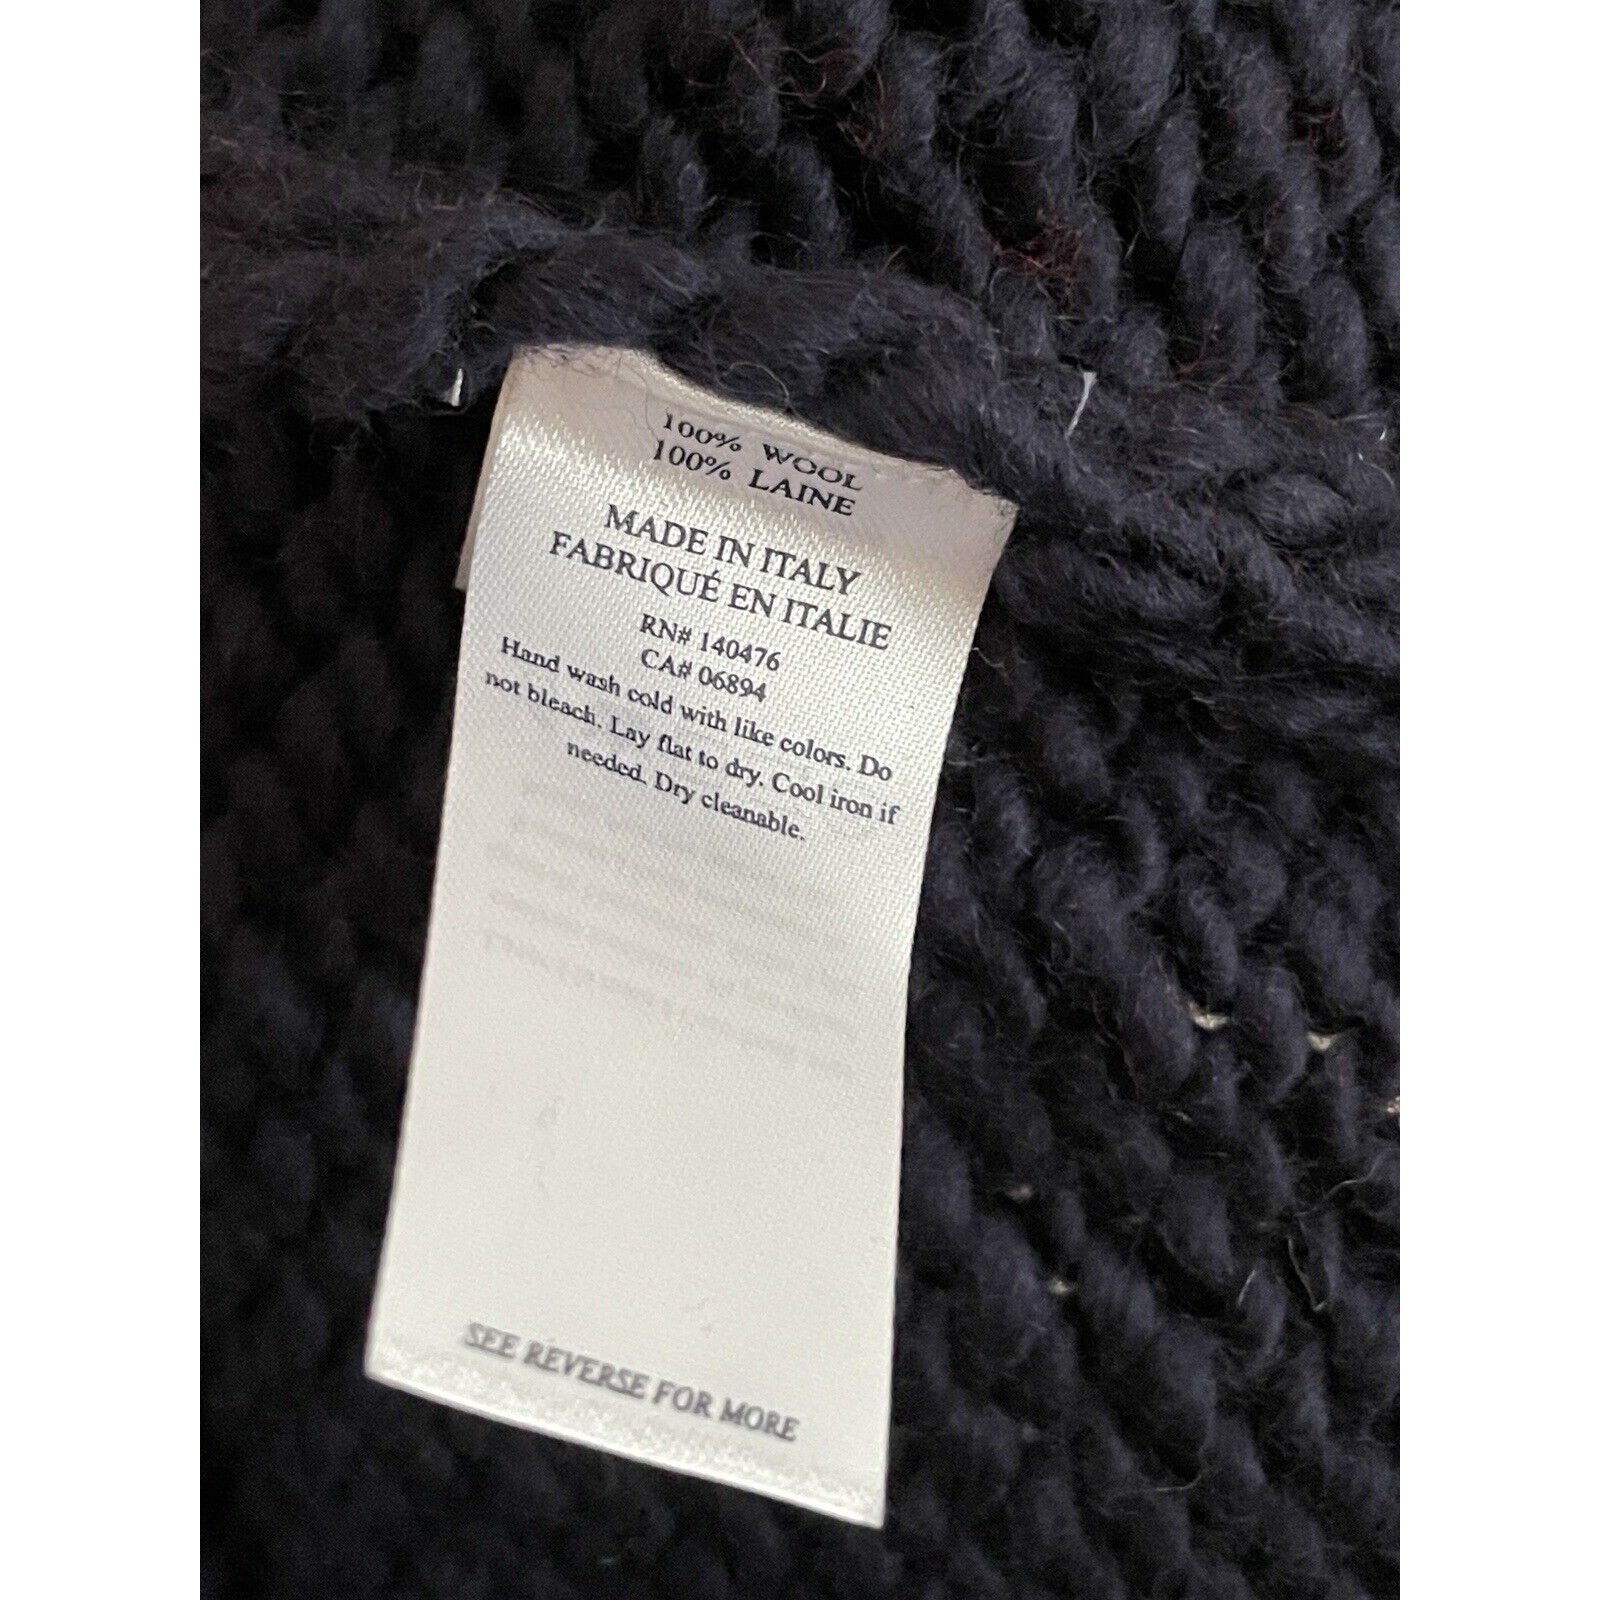 100% WOOL
100% LAINE
MADE IN ITALY
FABRIQUÉ EN ITALIE
RN# 140476
CA# 06894
Hand wash cold with like colors. Do
not bleach. Lay flat to dry. Cool iron if
needed. Dry cleanable.
SEE REVERSE FOR MORE